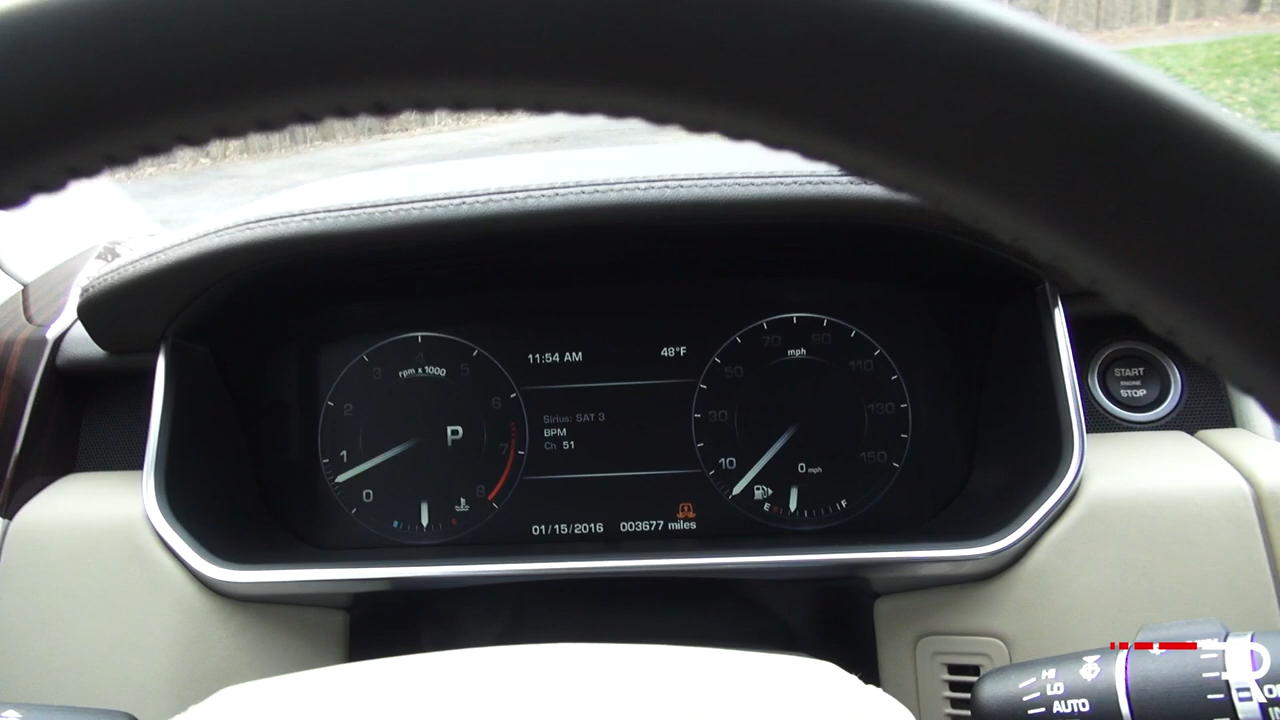 11:54 AM
48°F
Sirius: SAT 3
BPM
Ch 51
01/15/2016
003677 miles
rpm x 1000
0
1
2
3
4
5
6
7
8
P
mph
10
30
50
70
90
110
130
150
0 mph
E
F
START
ENGINE
STOP
HI
LO
AUTO